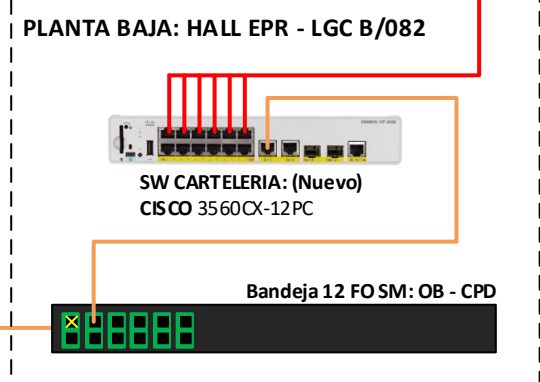 PLANTA BAJA: HALL EPR - LGC B/082
SW CARTELERIA: (Nuevo)
CISCO 3560CX-12PC
Bandeja 12 FO SM: OB - CPD